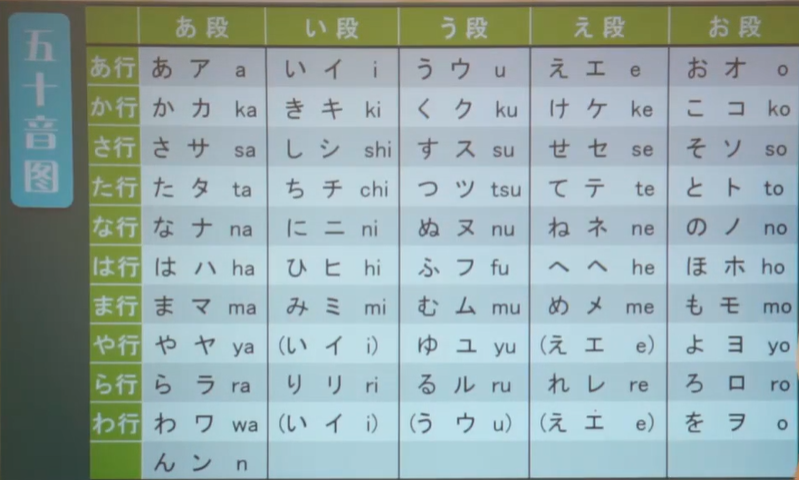 五十音图
あ段 い段 う段 え段 お段
あ行 あ ア a い イ i う ウ u え エ e お オ o
か行 か カ ka き キ ki く ク ku け ケ ke こ コ ko
さ行 さ サ sa し シ shi す ス su せ セ se そ ソ so
た行 た タ ta ち チ chi つ ツ tsu て テ te と ト to
な行 な ナ na に ニ ni ぬ ヌ nu ね ネ ne の ノ no
は行 は ハ ha ひ ヒ hi ふ フ fu へ ヘ he ほ ホ ho
ま行 ま マ ma み ミ mi む ム mu め メ me も モ mo
や行 や ヤ ya (い イ i) ゆ ユ yu (え エ e) よ ヨ yo
ら行 ら ラ ra り リ ri る ル ru れ レ re ろ ロ ro
わ行 わ ワ wa (い イ i) (う ウ u) (え エ e) を ヲ o
ん ン n